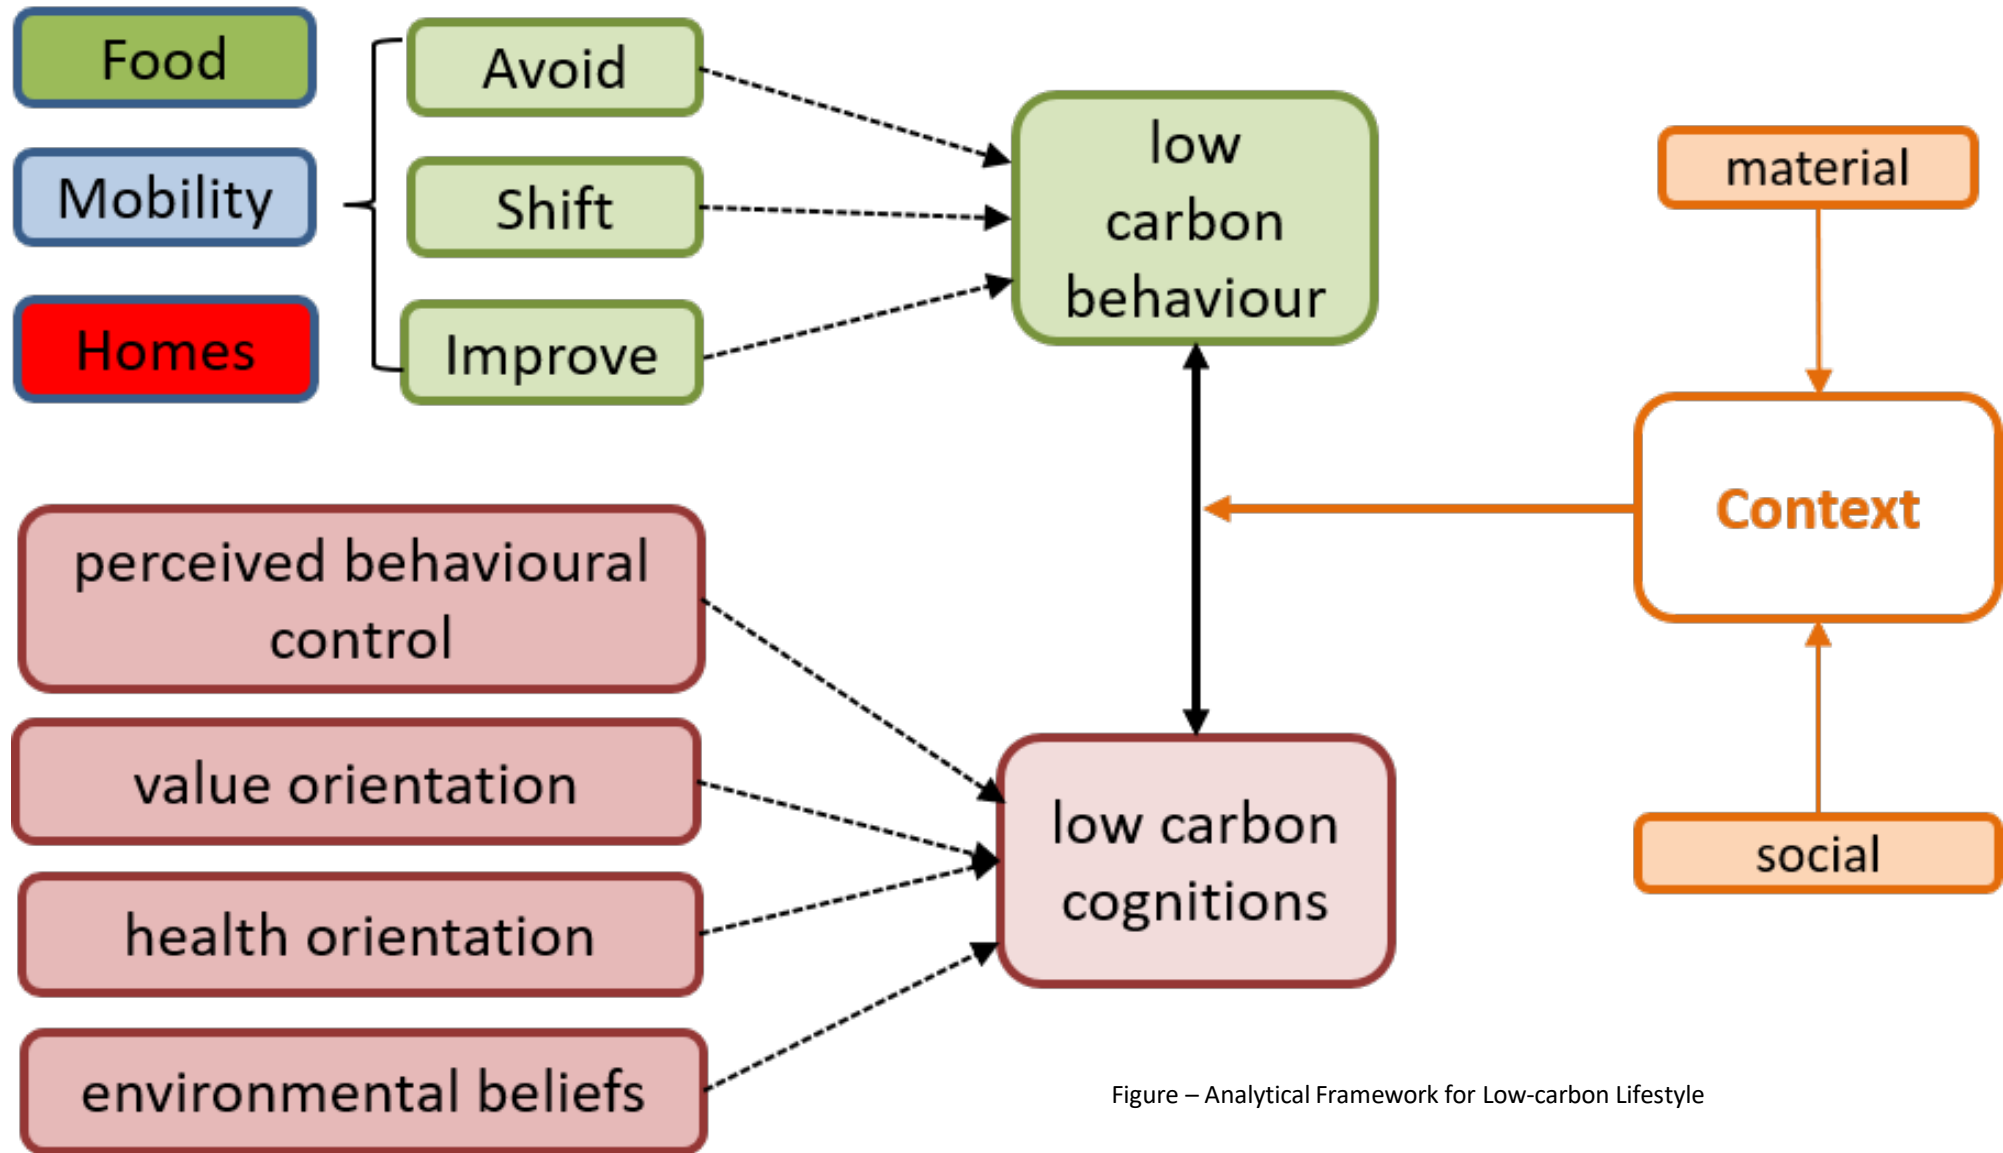 Food
Mobility
Homes
Avoid
Shift
Improve
low
carbon
behaviour
material
Context
social
perceived behavioural
control
value orientation
health orientation
environmental beliefs
low carbon
cognitions
Figure – Analytical Framework for Low-carbon Lifestyle